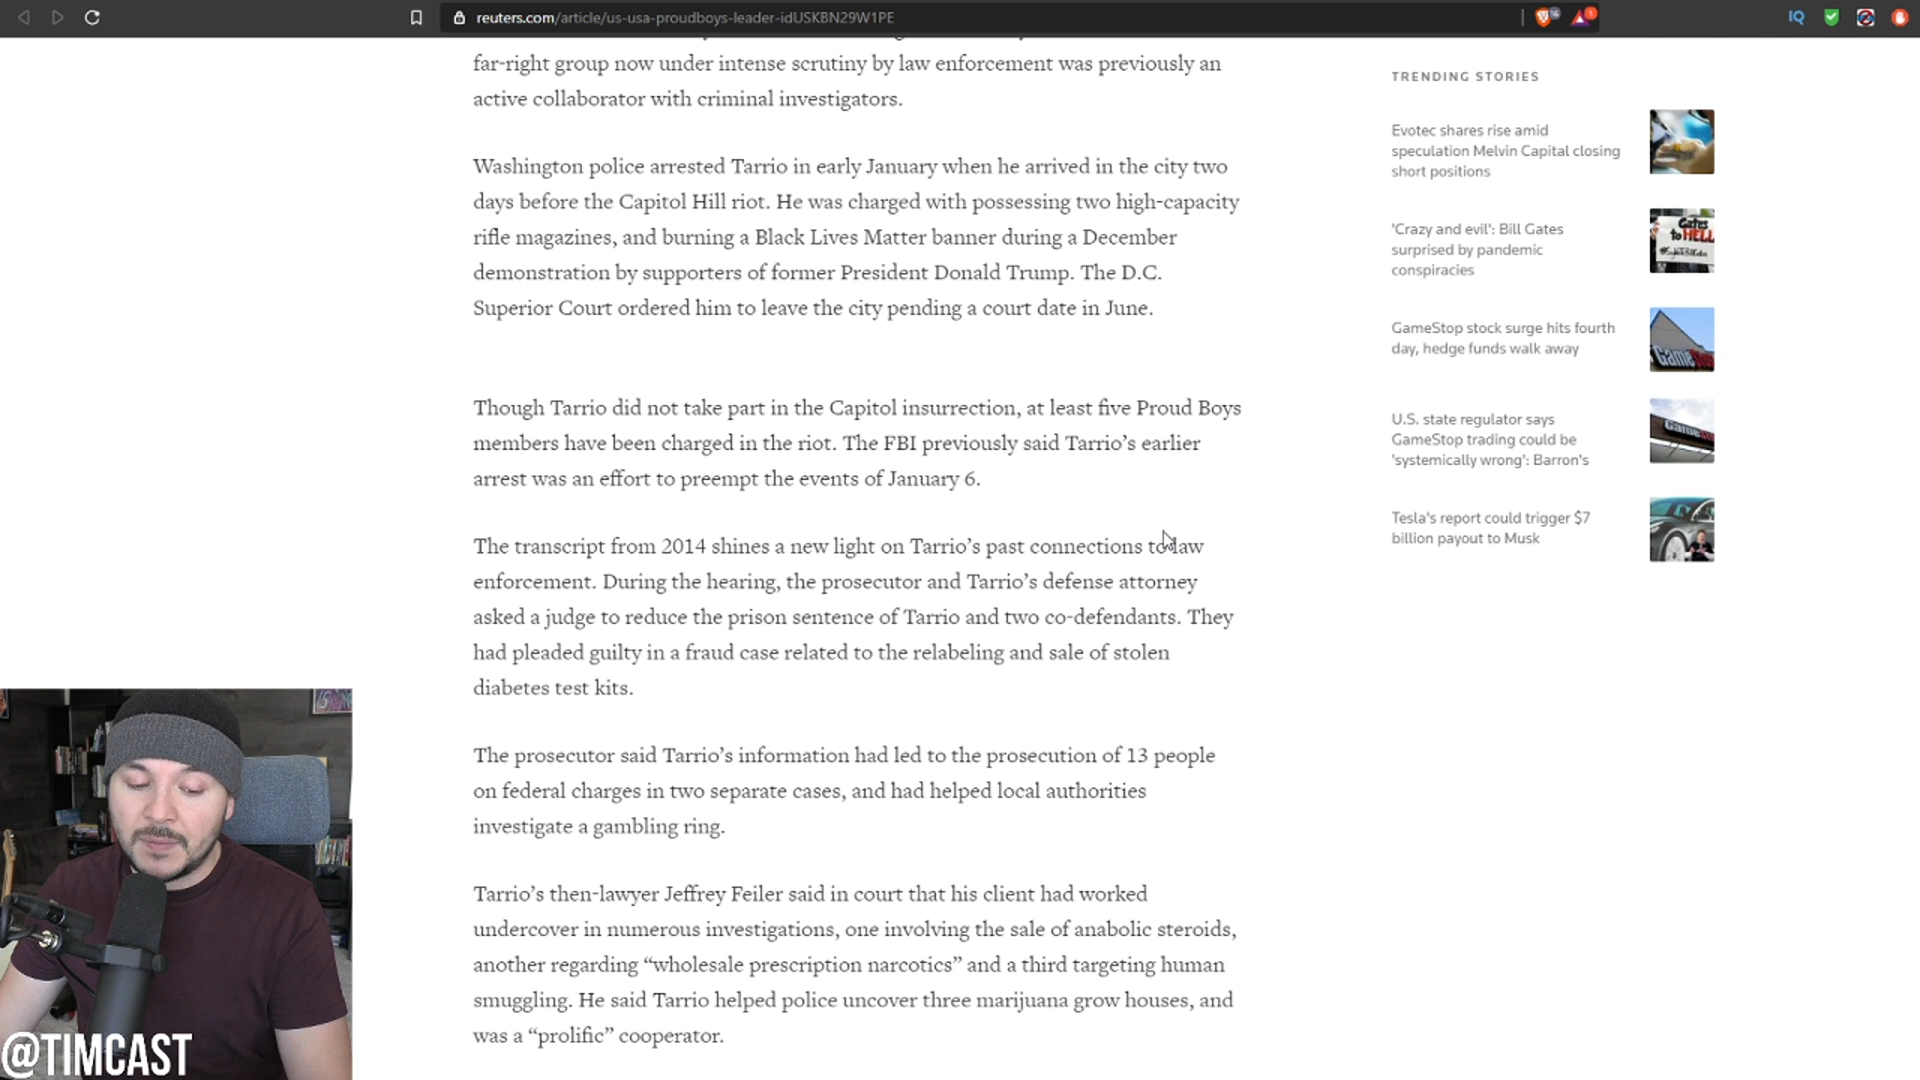 reuters.com/article/us-usa-proudboys-leader-idUSKBN29W1PE
IQ
far-right group now under intense scrutiny by law enforcement was previously an
active collaborator with criminal investigators.
Washington police arrested Tarrio in early January when he arrived in the city two
days before the Capitol Hill riot. He was charged with possessing two high-capacity
rifle magazines, and burning a Black Lives Matter banner during a December
demonstration by supporters of former President Donald Trump. The D.C.
Superior Court ordered him to leave the city pending a court date in June.
Though Tarrio did not take part in the Capitol insurrection, at least five Proud Boys
members have been charged in the riot. The FBI previously said Tarrio’s earlier
arrest was an effort to preempt the events of January 6.
The transcript from 2014 shines a new light on Tarrio’s past connections to law
enforcement. During the hearing, the prosecutor and Tarrio’s defense attorney
asked a judge to reduce the prison sentence of Tarrio and two co-defendants. They
had pleaded guilty in a fraud case related to the relabeling and sale of stolen
diabetes test kits.
The prosecutor said Tarrio’s information had led to the prosecution of 13 people
on federal charges in two separate cases, and had helped local authorities
investigate a gambling ring.
Tarrio’s then-lawyer Jeffrey Feiler said in court that his client had worked
undercover in numerous investigations, one involving the sale of anabolic steroids,
another regarding “wholesale prescription narcotics” and a third targeting human
smuggling. He said Tarrio helped police uncover three marijuana grow houses, and
was a “prolific” cooperator.
TRENDING STORIES
Evotec shares rise amid
speculation Melvin Capital closing
short positions
'Crazy and evil': Bill Gates
surprised by pandemic
conspiracies
Gates
to HELL
GameStop stock surge hits fourth
day, hedge funds walk away
GameS
U.S. state regulator says
GameStop trading could be
'systemically wrong': Barron's
Tesla's report could trigger $7
billion payout to Musk
@TIMCAST